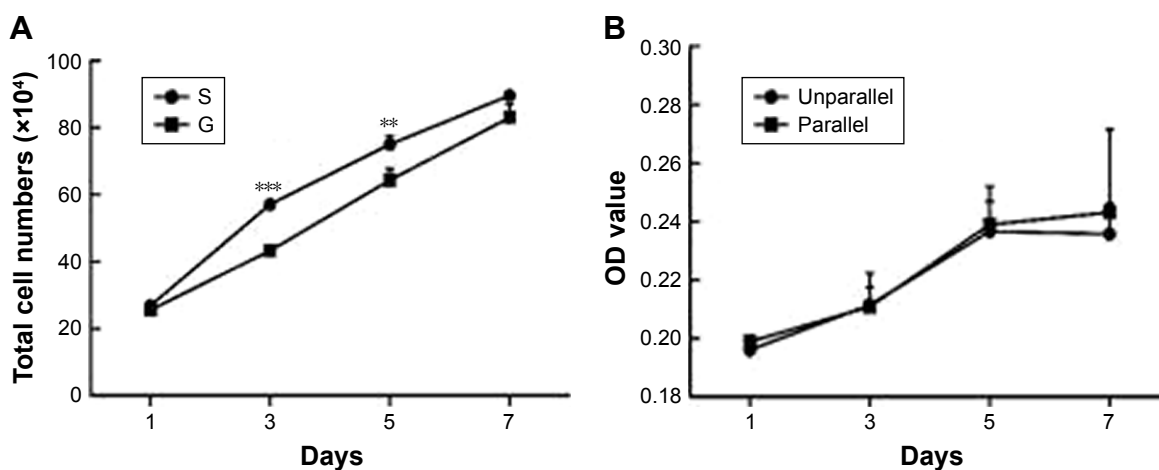 A
Total cell numbers (×10⁴)
100
80
60
40
20
0
S
G
***
**
1 3 5 7
Days
B
OD value
0.30
0.28
0.26
0.24
0.22
0.20
0.18
Unparallel
Parallel
1 3 5 7
Days